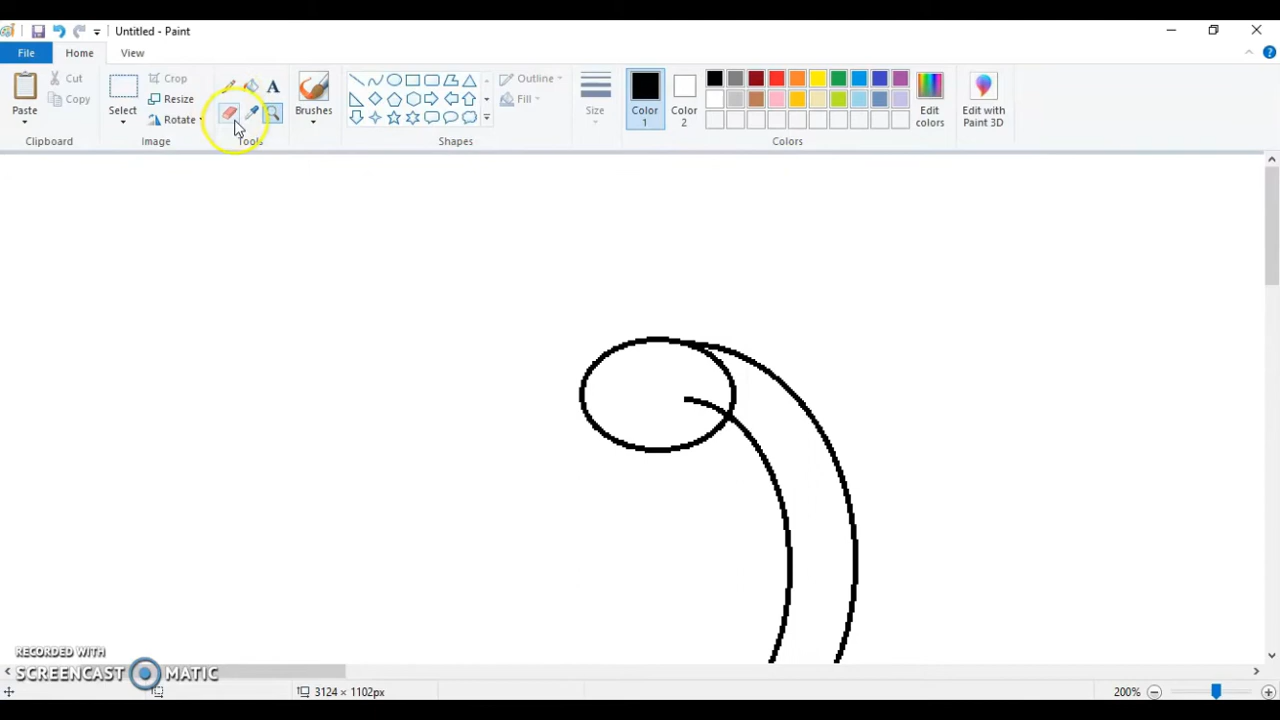 Untitled - Paint
File Home View
Paste
Cut
Copy
Clipboard
Select
Crop
Resize
Rotate
Image
A
Tools
Brushes
Shapes
Outline
Fill
Size
Color 1
Color 2
Colors
Edit colors
Edit with Paint 3D
RECORDED WITH
SCREENCAST MATIC
3124 × 1102px
200%